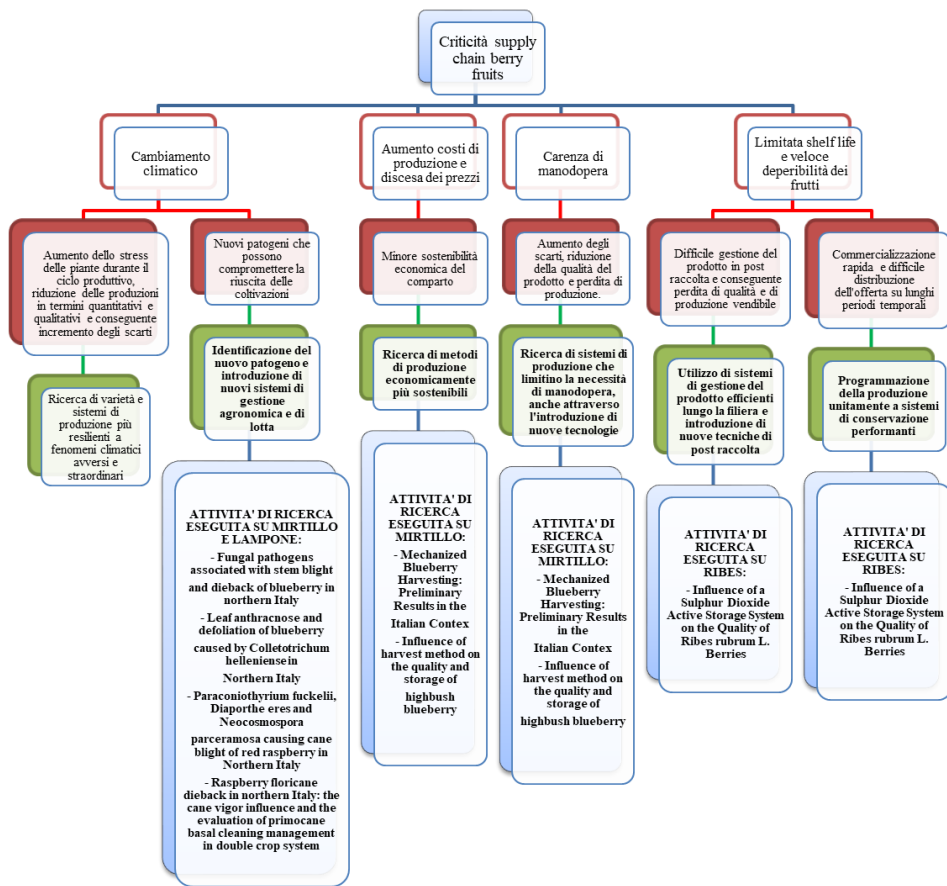 Criticità supply
chain berry
fruits
Cambiamento
climatico
Aumento costi di
produzione e
discesa dei prezzi
Carenza di
manodopera
Limitata shelf life
e veloce
deperibilità dei
frutti
Aumento dello stress
delle piante durante il
ciclo produttivo,
riduzione delle produzioni
in termini quantitativi e
qualitativi e conseguente
incremento degli scarti
Nuovi patogeni che
possono
compromettere la
riuscita delle
coltivazioni
Minore sostenibilità
economica del
comparto
Aumento degli
scarti, riduzione
della qualità del
prodotto e perdita di
produzione.
Difficile gestione del
prodotto in post
raccolta e conseguente
perdita di qualità e di
produzione vendibile
Commercializzazione
rapida e difficile
distribuzione
dell'offerta su lunghi
periodi temporali
Ricerca di varietà e
sistemi di
produzione più
resilienti a
fenomeni climatici
avversi e
straordinari
Identificazione del
nuovo patogeno e
introduzione di
nuovi sistemi di
gestione
agronomica e di
lotta
Ricerca di metodi
di produzione
economicamente
più sostenibili
Ricerca di sistemi di
produzione che
limitino la necessità
di manodopera,
anche attraverso
l'introduzione di
nuove tecnologie
Utilizzo di sistemi
di gestione del
prodotto efficienti
lungo la filiera e
introduzione di
nuove tecniche di
post raccolta
Programmazione
della produzione
unitamente a sistemi
di conservazione
performanti
ATTIVITA' DI RICERCA
ESEGUITA SU MIRTILLO
E LAMPONE:
- Fungal pathogens
associated with stem blight
and dieback of blueberry in
northern Italy
- Leaf anthracnose and
defoliation of blueberry
caused by Colletotrichum
helleniense in
Northern Italy
- Paraconiothyrium fuckelii,
Diaporthe eres and
Neocosmospora
parceramosa causing cane
blight of red raspberry in
Northern Italy
- Raspberry floricane
dieback in northern Italy: the
cane vigor influence and the
evaluation of primocane
basal cleaning management
in double crop system
ATTIVITA' DI
RICERCA
ESEGUITA SU
MIRTILLO:
- Mechanized
Blueberry
Harvesting:
Preliminary
Results in the
Italian Contex
- Influence of
harvest method on
the quality and
storage of
highbush
blueberry
ATTIVITA' DI
RICERCA
ESEGUITA SU
MIRTILLO:
- Mechanized
Blueberry
Harvesting:
Preliminary Results
in the
Italian Contex
- Influence of
harvest method on
the quality and
storage of
highbush blueberry
ATTIVITA' DI
RICERCA
ESEGUITA SU
RIBES:
- Influence of a
Sulphur Dioxide
Active Storage System
on the Quality of
Ribes rubrum L.
Berries
ATTIVITA' DI
RICERCA
ESEGUITA SU
RIBES:
- Influence of a
Sulphur Dioxide
Active Storage System
on the Quality of
Ribes rubrum L.
Berries